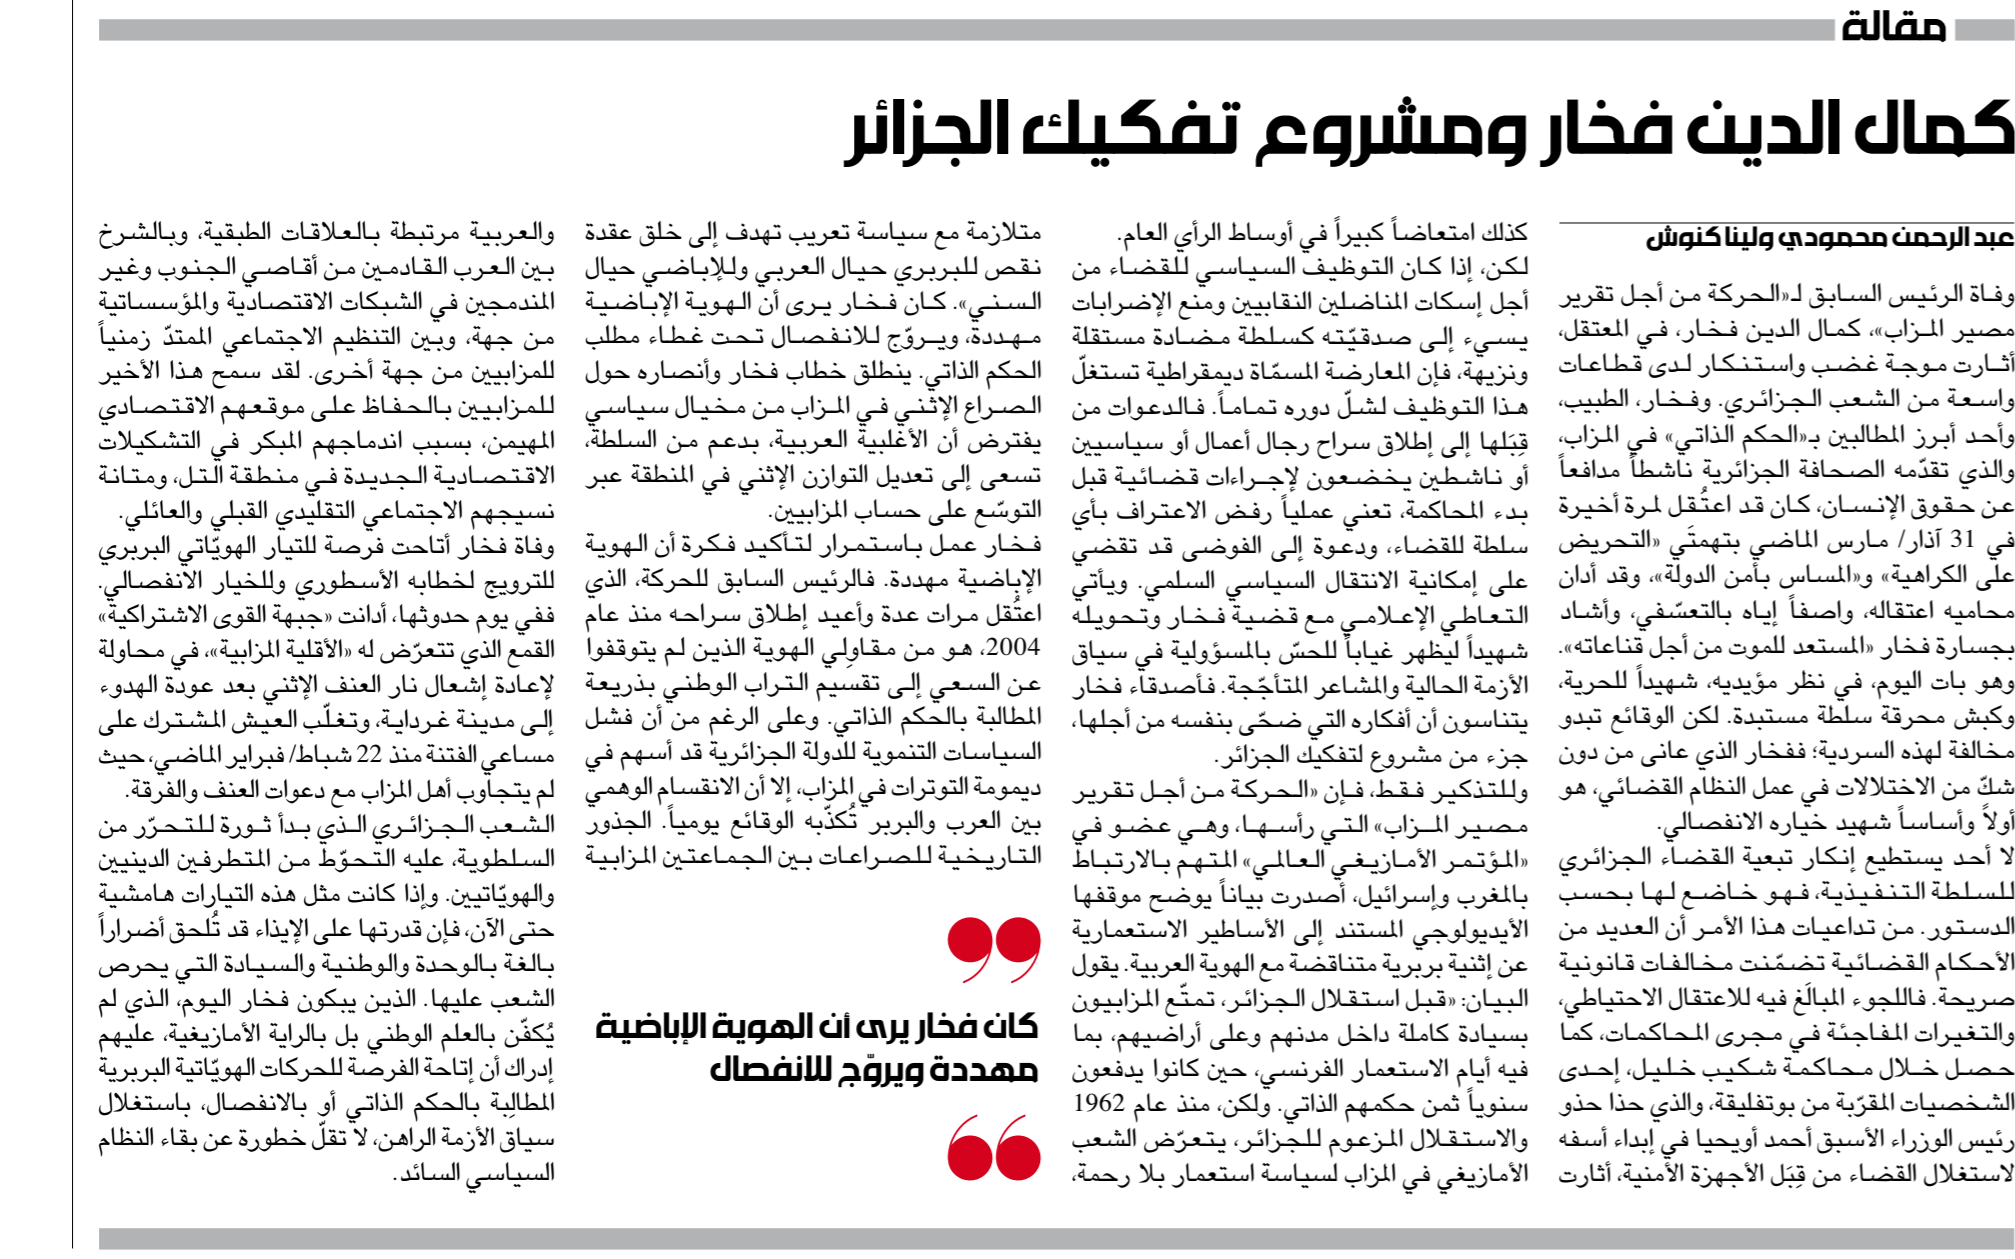 مقالة
كمال الدين فخار ومشروع تفكيك الجزائر
عبد الرحمن محمودي ولينا كنوش
وفاة الرئيس السابق لـ«الحركة من أجل تقرير
مصير المزاب»، كمال الدين فخار، في المعتقل،
أثارت موجة غضب واستنكار لدى قطاعات
واسعة من الشعب الجزائري. وفخار، الطبيب،
وأحد أبرز المطالبين بـ«الحكم الذاتي» في المزاب،
والذي تقدّمه الصحافة الجزائرية ناشطاً مدافعاً
عن حقوق الإنسان، كان قد اعتُقل لمرة أخيرة
في 31 آذار/ مارس الماضي بتهمتَي «التحريض
على الكراهية» و«المساس بأمن الدولة»، وقد أدان
محاميه اعتقاله، واصفاً إياه بالتعسّفي، وأشاد
بجسارة فخار «المستعد للموت من أجل قناعاته».
وهو بات اليوم، في نظر مؤيديه، شهيداً للحرية،
وكبش محرقة سلطة مستبدة. لكن الوقائع تبدو
مخالفة لهذه السردية؛ ففخار الذي عانى من دون
شكّ من الاختلالات في عمل النظام القضائي، هو
أولاً وأساساً شهيد خياره الانفصالي.
لا أحد يستطيع إنكار تبعية القضاء الجزائري
للسلطة التنفيذية، فهو خاضع لها بحسب
الدستور. من تداعيات هذا الأمر أن العديد من
الأحكام القضائية تضمّنت مخالفات قانونية
صريحة. فاللجوء المبالَغ فيه للاعتقال الاحتياطي،
والتغيرات المفاجئة في مجرى المحاكمات، كما
حصل خلال محاكمة شكيب خليل، إحدى
الشخصيات المقرّبة من بوتفليقة، والذي حذا حذو
رئيس الوزراء الأسبق أحمد أويحيا في إبداء أسفه
لاستغلال القضاء من قِبَل الأجهزة الأمنية، أثارت
كذلك امتعاضاً كبيراً في أوساط الرأي العام.
لكن، إذا كان التوظيف السياسي للقضاء من
أجل إسكات المناضلين النقابيين ومنع الإضرابات
يسيء إلى صدقيّته كسلطة مضادة مستقلة
ونزيهة، فإن المعارضة المسمّاة ديمقراطية تستغلّ
هذا التوظيف لشلّ دوره تماماً. فالدعوات من
قِبَلها إلى إطلاق سراح رجال أعمال أو سياسيين
أو ناشطين يخضعون لإجراءات قضائية قبل
بدء المحاكمة، تعني عملياً رفض الاعتراف بأي
سلطة للقضاء، ودعوة إلى الفوضى قد تقضي
على إمكانية الانتقال السياسي السلمي. ويأتي
التعاطي الإعلامي مع قضية فخار وتحويله
شهيداً ليظهر غياباً للحسّ بالمسؤولية في سياق
الأزمة الحالية والمشاعر المتأجّجة. فأصدقاء فخار
يتناسون أن أفكاره التي ضحّى بنفسه من أجلها،
جزء من مشروع لتفكيك الجزائر.
وللتذكير فقط، فإن «الحركة من أجل تقرير
مصير المزاب» التي رأسها، وهي عضو في
«المؤتمر الأمازيغي العالمي» المتهم بالارتباط
بالمغرب وإسرائيل، أصدرت بياناً يوضح موقفها
الأيديولوجي المستند إلى الأساطير الاستعمارية
عن إثنية بربرية متناقضة مع الهوية العربية. يقول
البيان: «قبل استقلال الجزائر، تمتّع المزابيون
بسيادة كاملة داخل مدنهم وعلى أراضيهم، بما
فيه أيام الاستعمار الفرنسي، حين كانوا يدفعون
سنوياً ثمن حكمهم الذاتي. ولكن، منذ عام 1962
والاستقلال المزعوم للجزائر، يتعرّض الشعب
الأمازيغي في المزاب لسياسة استعمار بلا رحمة،
متلازمة مع سياسة تعريب تهدف إلى خلق عقدة
نقص للبربري حيال العربي وللإباضي حيال
السني». كان فخار يرى أن الهوية الإباضية
مهددة، ويروّج للانفصال تحت غطاء مطلب
الحكم الذاتي. ينطلق خطاب فخار وأنصاره حول
الصراع الإثني في المزاب من مخيال سياسي
يفترض أن الأغلبية العربية، بدعم من السلطة،
تسعى إلى تعديل التوازن الإثني في المنطقة عبر
التوسّع على حساب المزابيين.
فخار عمل باستمرار لتأكيد فكرة أن الهوية
الإباضية مهددة. فالرئيس السابق للحركة، الذي
اعتُقل مرات عدة وأعيد إطلاق سراحه منذ عام
2004، هو من مقاوِلي الهوية الذين لم يتوقفوا
عن السعي إلى تقسيم التراب الوطني بذريعة
المطالبة بالحكم الذاتي. وعلى الرغم من أن فشل
السياسات التنموية للدولة الجزائرية قد أسهم في
ديمومة التوترات في المزاب، إلا أن الانقسام الوهمي
بين العرب والبربر تُكذّبه الوقائع يومياً. الجذور
التاريخية للصراعات بين الجماعتين المزابية
كان فخار يرى أن الهوية الإباضية
مهددة ويروّج للانفصال
والعربية مرتبطة بالعلاقات الطبقية، وبالشرخ
بين العرب القادمين من أقاصي الجنوب وغير
المندمجين في الشبكات الاقتصادية والمؤسساتية
من جهة، وبين التنظيم الاجتماعي الممتدّ زمنياً
للمزابيين من جهة أخرى. لقد سمح هذا الأخير
للمزابيين بالحفاظ على موقعهم الاقتصادي
المهيمن، بسبب اندماجهم المبكر في التشكيلات
الاقتصادية الجديدة في منطقة التل، ومتانة
نسيجهم الاجتماعي التقليدي القبلي والعائلي.
وفاة فخار أتاحت فرصة للتيار الهويّاتي البربري
للترويج لخطابه الأسطوري وللخيار الانفصالي.
ففي يوم حدوثها، أدانت «جبهة القوى الاشتراكية»
القمع الذي تتعرّض له «الأقلية المزابية»، في محاولة
لإعادة إشعال نار العنف الإثني بعد عودة الهدوء
إلى مدينة غرداية، وتغلّب العيش المشترك على
مساعي الفتنة منذ 22 شباط/ فبراير الماضي، حيث
لم يتجاوب أهل المزاب مع دعوات العنف والفرقة.
الشعب الجزائري الذي بدأ ثورة للتحرّر من
السلطوية، عليه التحوّط من المتطرفين الدينيين
والهويّاتيين. وإذا كانت مثل هذه التيارات هامشية
حتى الآن، فإن قدرتها على الإيذاء قد تُلحق أضراراً
بالغة بالوحدة والوطنية والسيادة التي يحرص
الشعب عليها. الذين يبكون فخار اليوم، الذي لم
يُكفّن بالعلم الوطني بل بالراية الأمازيغية، عليهم
إدراك أن إتاحة الفرصة للحركات الهويّاتية البربرية
المطالِبة بالحكم الذاتي أو بالانفصال، باستغلال
سياق الأزمة الراهن، لا تقلّ خطورة عن بقاء النظام
السياسي السائد.